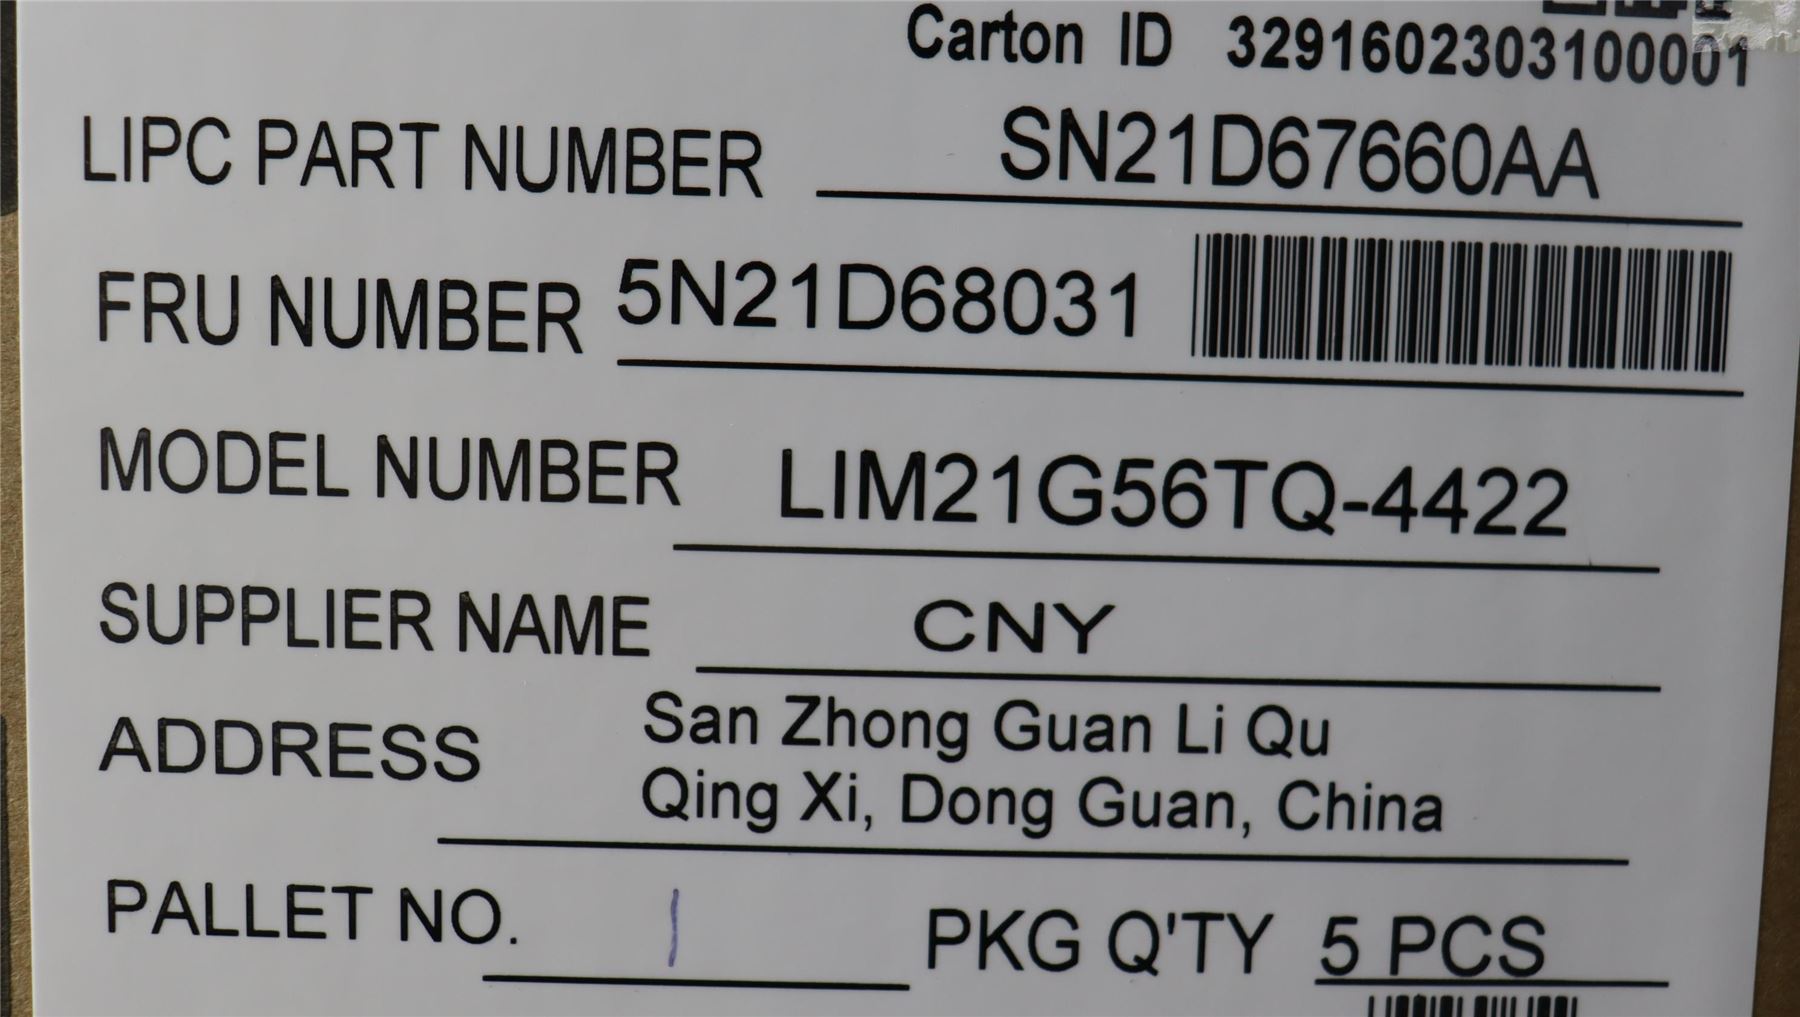 Carton ID 3291602303100001
LIPC PART NUMBER SN21D67660AA
FRU NUMBER 5N21D68031
MODEL NUMBER LIM21G56TQ-4422
SUPPLIER NAME CNY
ADDRESS San Zhong Guan Li Qu
Qing Xi, Dong Guan, China
PALLET NO. 1 PKG Q'TY 5 PCS